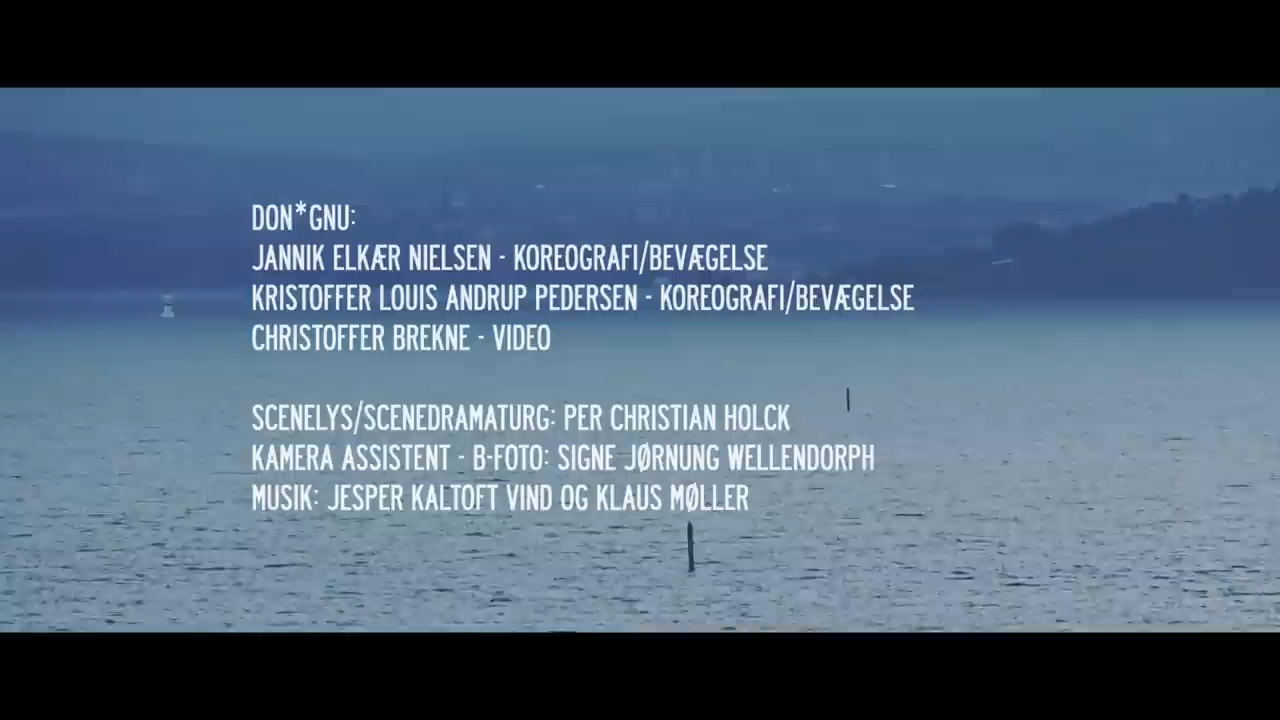 DON*GNU:
JANNIK ELKÆR NIELSEN - KOREOGRAFI/BEVÆGELSE
KRISTOFFER LOUIS ANDRUP PEDERSEN - KOREOGRAFI/BEVÆGELSE
CHRISTOFFER BREKNE - VIDEO
SCENELYS/SCENEDRAMATURG: PER CHRISTIAN HOLCK
KAMERA ASSISTENT - B-FOTO: SIGNE JØRNUNG WELLENDORPH
MUSIK: JESPER KALTOFT VIND OG KLAUS MØLLER